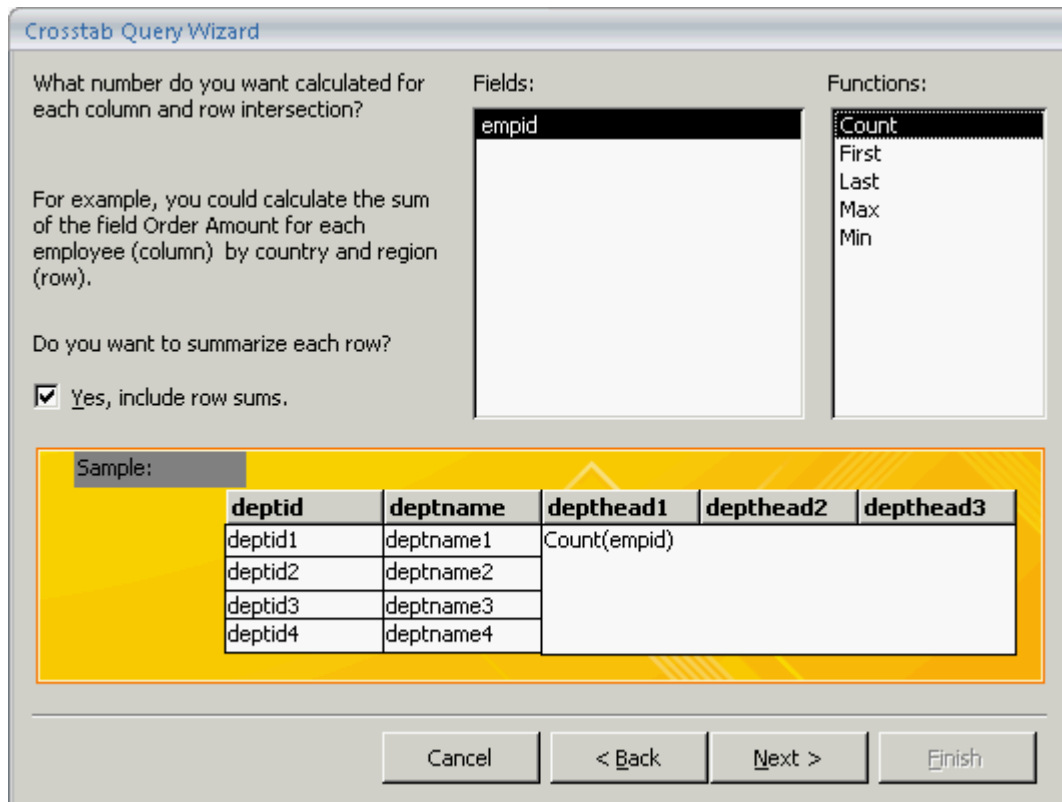 Crosstab Query Wizard
What number do you want calculated for
each column and row intersection?
For example, you could calculate the sum
of the field Order Amount for each
employee (column)  by country and region
(row).
Do you want to summarize each row?
Yes, include row sums.
Fields:
empid
Functions:
Count
First
Last
Max
Min
Sample:
deptid deptname depthead1 depthead2 depthead3
deptid1 deptname1 Count(empid)
deptid2 deptname2
deptid3 deptname3
deptid4 deptname4
Cancel < Back Next > Finish